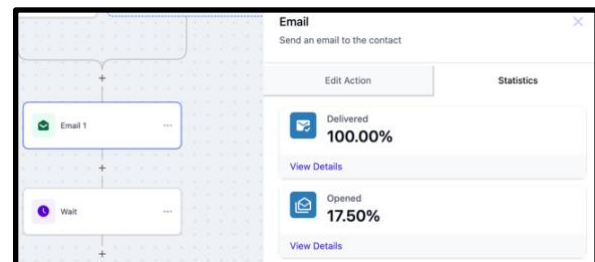 Email
Send an email to the contact
Edit Action
Statistics
Email 1
Delivered
100.00%
View Details
Wait
Opened
17.50%
View Details